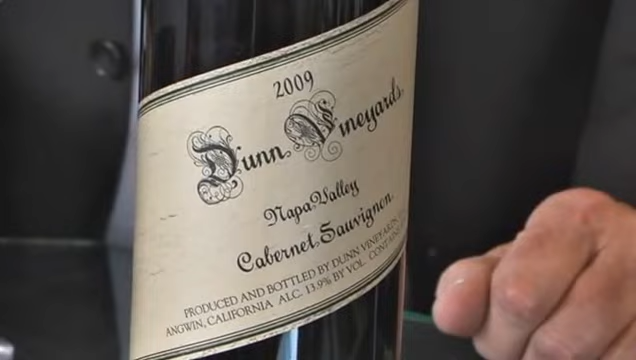 2009
Dunn Vineyards
Napa Valley
Cabernet Sauvignon
PRODUCED AND BOTTLED BY DUNN VINEYARDS,
ANGWIN, CALIFORNIA ALC. 13.9% BY VOL. CONTAINS